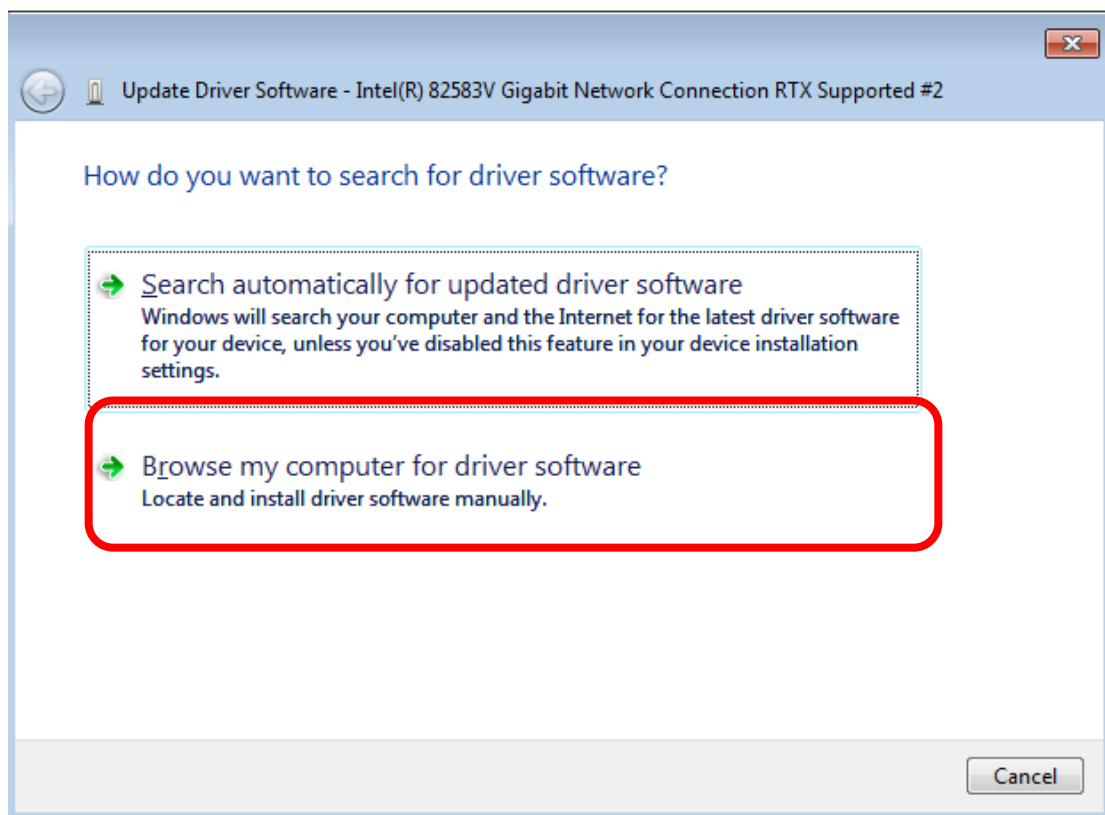 Update Driver Software - Intel(R) 82583V Gigabit Network Connection RTX Supported #2
How do you want to search for driver software?
Search automatically for updated driver software
Windows will search your computer and the Internet for the latest driver software
for your device, unless you've disabled this feature in your device installation
settings.
Browse my computer for driver software
Locate and install driver software manually.
Cancel